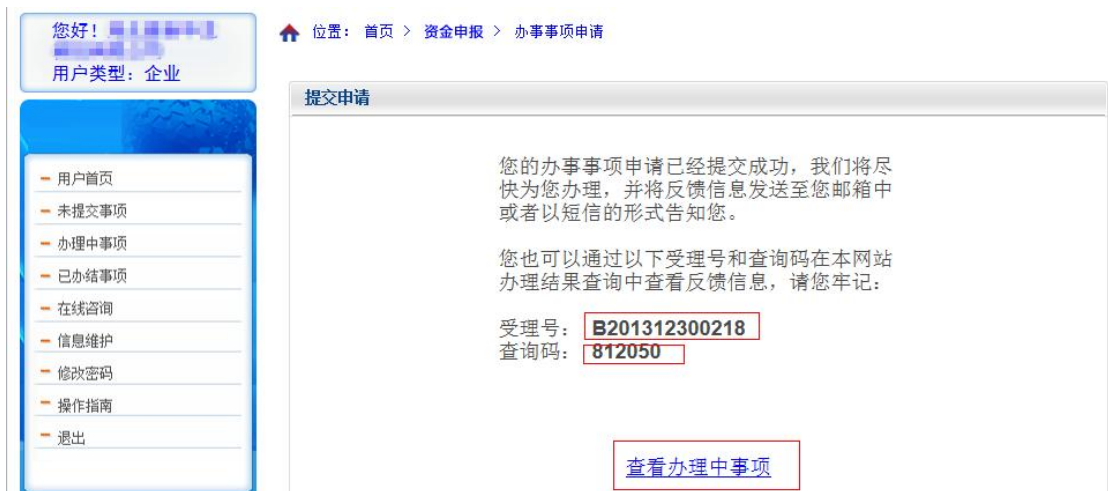 您好！
用户类型：企业
位置： 首页 > 资金申报 > 办事事项申请
提交申请
用户首页
未提交事项
办理中事项
已办结事项
在线咨询
信息维护
修改密码
操作指南
退出
您的办事事项申请已经提交成功，我们将尽
快为您办理，并将反馈信息发送至您邮箱中
或者以短信的形式告知您。
您也可以通过以下受理号和查询码在本网站
办理结果查询中查看反馈信息，请您牢记：
受理号： B201312300218
查询码： 812050
查看办理中事项